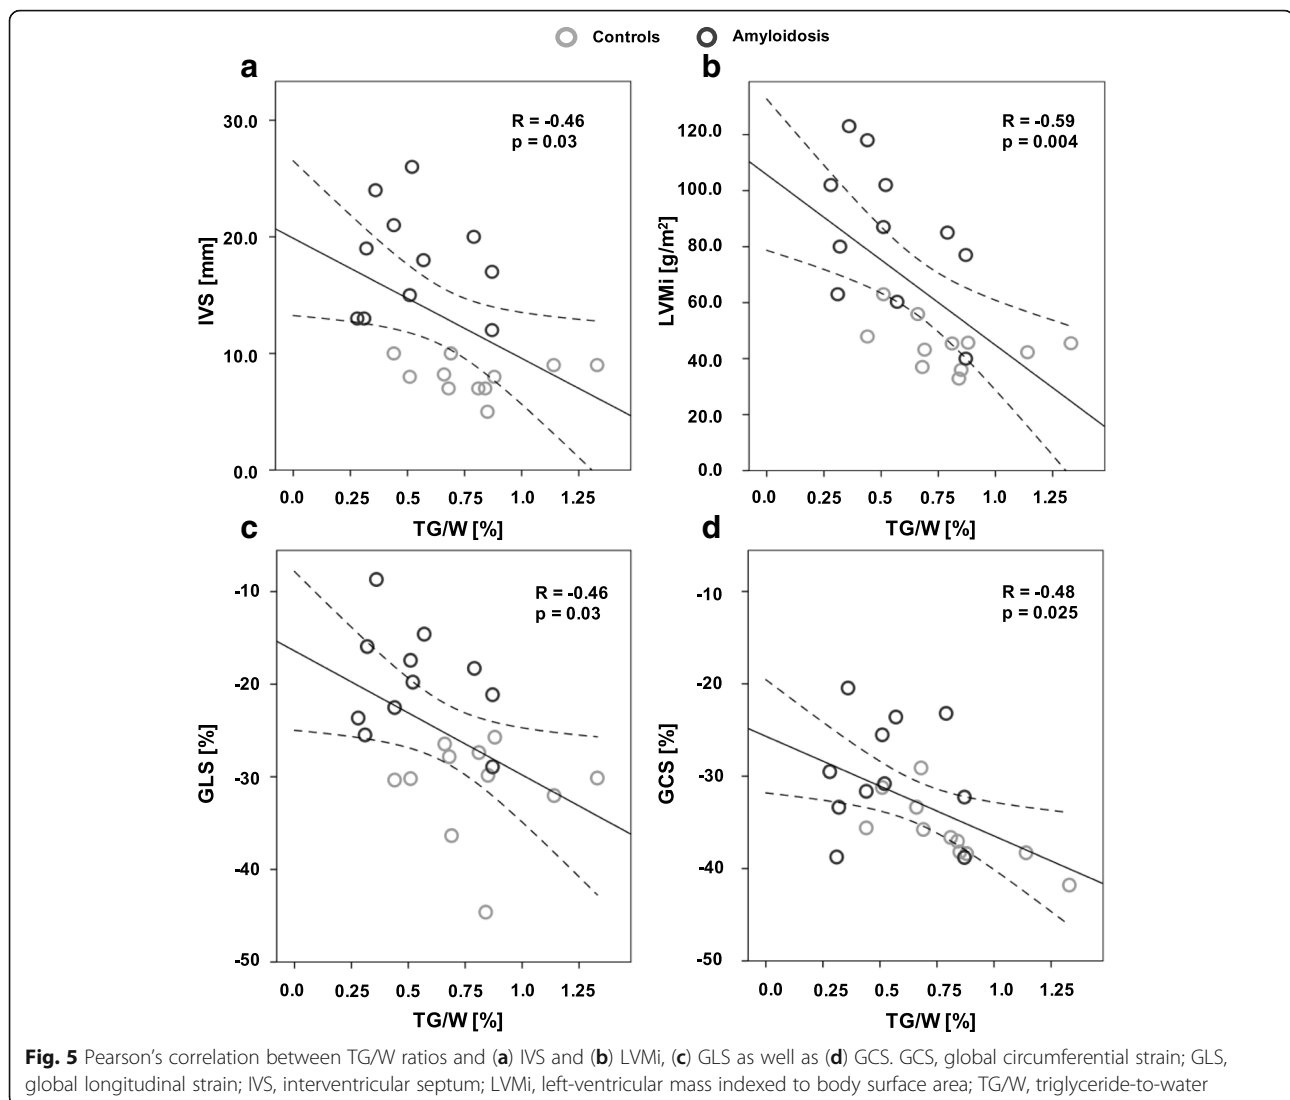 Controls Amyloidosis
a
R = -0.46
p = 0.03
IVS [mm]
30.0
20.0
10.0
0.0
0.0 0.25 0.5 0.75 1.0 1.25
TG/W [%]
b
R = -0.59
p = 0.004
LVMi [g/m²]
120.0
100.0
80.0
60.0
40.0
20.0
0.0
0.0 0.25 0.5 0.75 1.0 1.25
TG/W [%]
c
R = -0.46
p = 0.03
GLS [%]
-10
-20
-30
-40
-50
0.0 0.25 0.5 0.75 1.0 1.25
TG/W [%]
d
R = -0.48
p = 0.025
GCS [%]
-10
-20
-30
-40
-50
0.0 0.25 0.5 0.75 1.0 1.25
TG/W [%]
Fig. 5 Pearson's correlation between TG/W ratios and (a) IVS and (b) LVMi, (c) GLS as well as (d) GCS. GCS, global circumferential strain; GLS,
global longitudinal strain; IVS, interventricular septum; LVMi, left-ventricular mass indexed to body surface area; TG/W, triglyceride-to-water